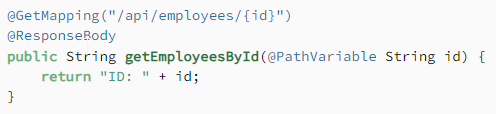 @GetMapping("/api/employees/{id}")
@ResponseBody
public String getEmployeesById(@PathVariable String id) {
    return "ID: " + id;
}